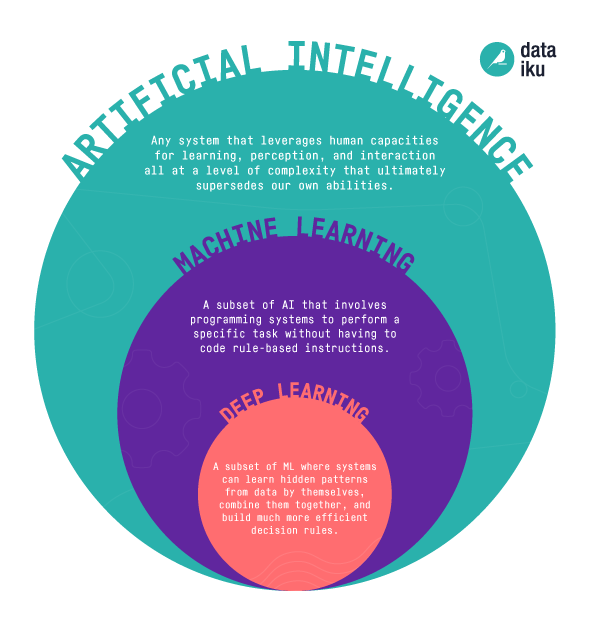 ARTIFICIAL INTELLIGENCE
data
iku
Any system that leverages human capacities
for learning, perception, and interaction
all at a level of complexity that ultimately
supersedes our own abilities.
MACHINE LEARNING
A subset of AI that involves
programming systems to perform a
specific task without having to
code rule-based instructions.
DEEP LEARNING
A subset of ML where systems
can learn hidden patterns
from data by themselves,
combine them together, and
build much more efficient
decision rules.